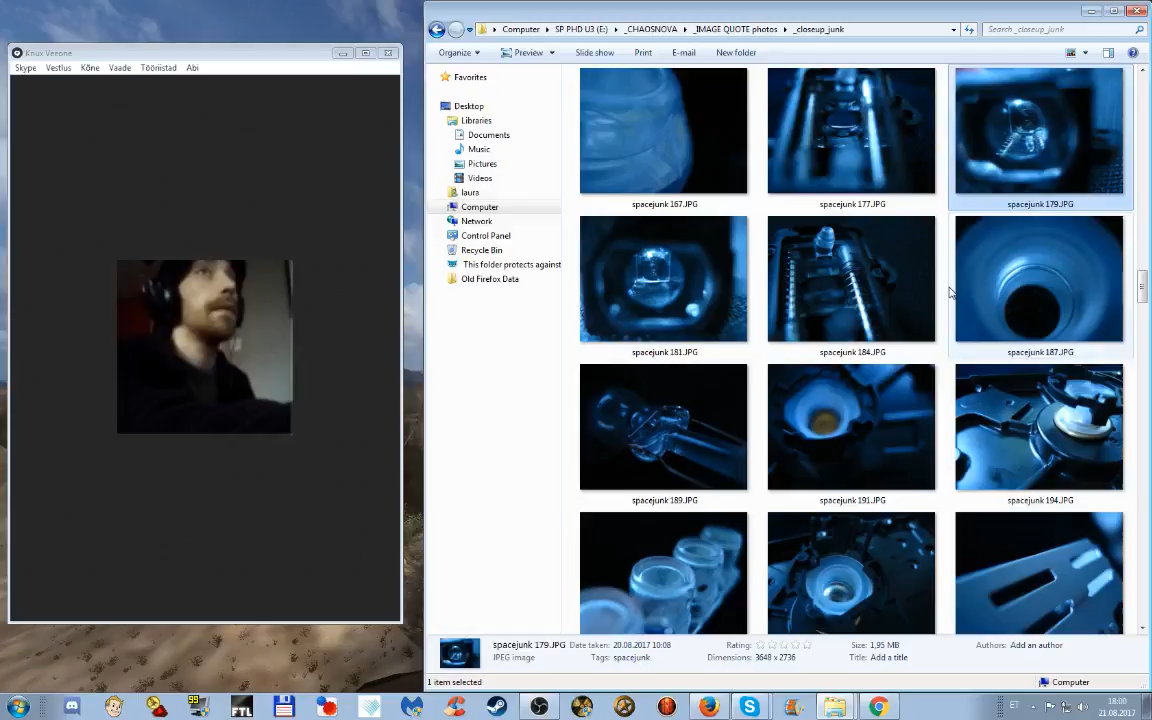 Knux Veeone
Skype Vestlus Kõne Vaade Tööriistad Abi
Computer SP PHD U3 (E:) _CHAOSNOVA _IMAGE QUOTE photos _closeup_junk
Search _closeup_junk
Organize Preview Slide show Print E-mail New folder
Favorites
Desktop
Libraries
Documents
Music
Pictures
Videos
laura
Computer
Network
Control Panel
Recycle Bin
This folder protects against
Old Firefox Data
spacejunk 167.JPG spacejunk 177.JPG spacejunk 179.JPG
spacejunk 181.JPG spacejunk 184.JPG spacejunk 187.JPG
spacejunk 189.JPG spacejunk 191.JPG spacejunk 194.JPG
spacejunk 179.JPG Date taken: 20.08.2017 10:08 Rating: Size: 1,95 MB Authors: Add an author
JPEG image Tags: spacejunk Dimensions: 3648 x 2736 Title: Add a title
1 item selected Computer
99
FTL
ET 18:00
21.08.2017